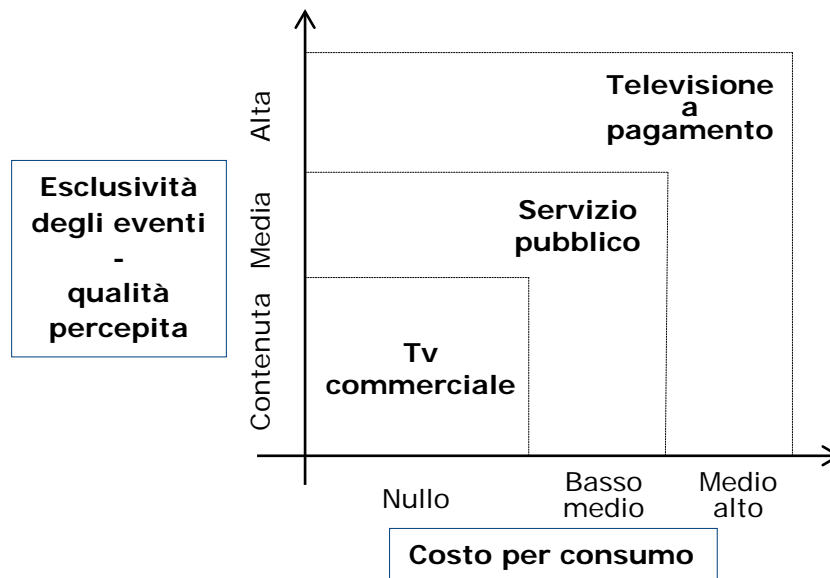 Esclusività
degli eventi
-
qualità
percepita
Alta
Media
Contenuta
Televisione
a
pagamento
Servizio
pubblico
Tv
commerciale
Nullo
Basso
medio
Medio
alto
Costo per consumo